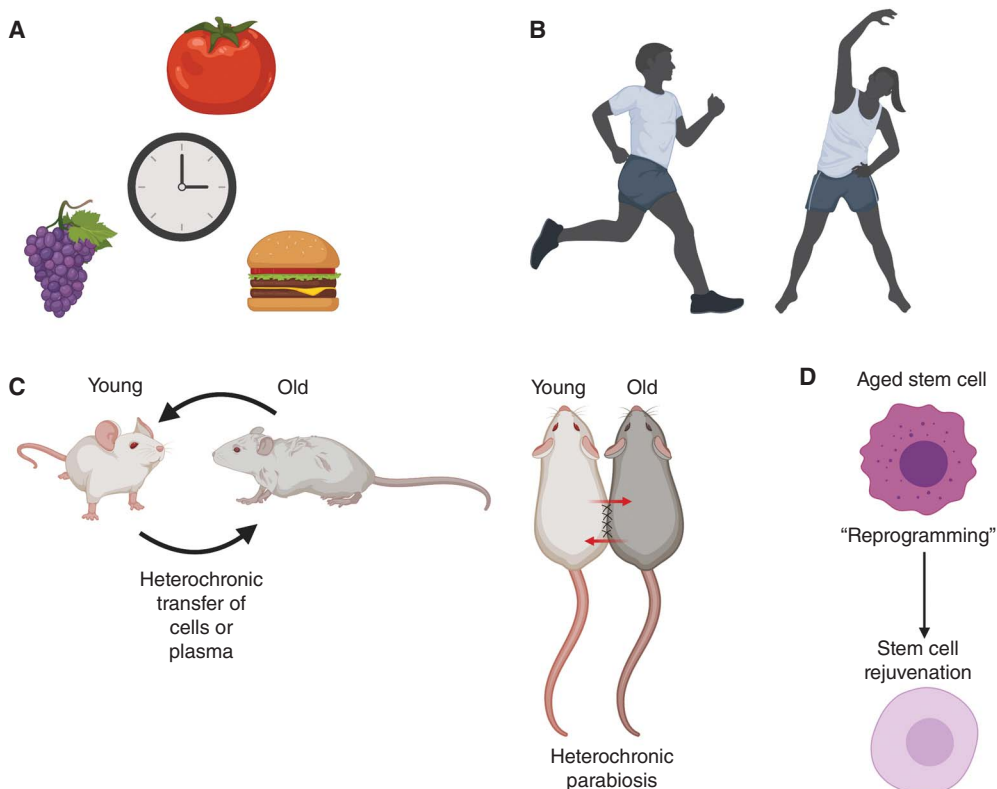 A
B
C
Young
Old
Heterochronic
transfer of
cells or
plasma
Young
Old
Heterochronic
parabiosis
D
Aged stem cell
“Reprogramming”
Stem cell
rejuvenation